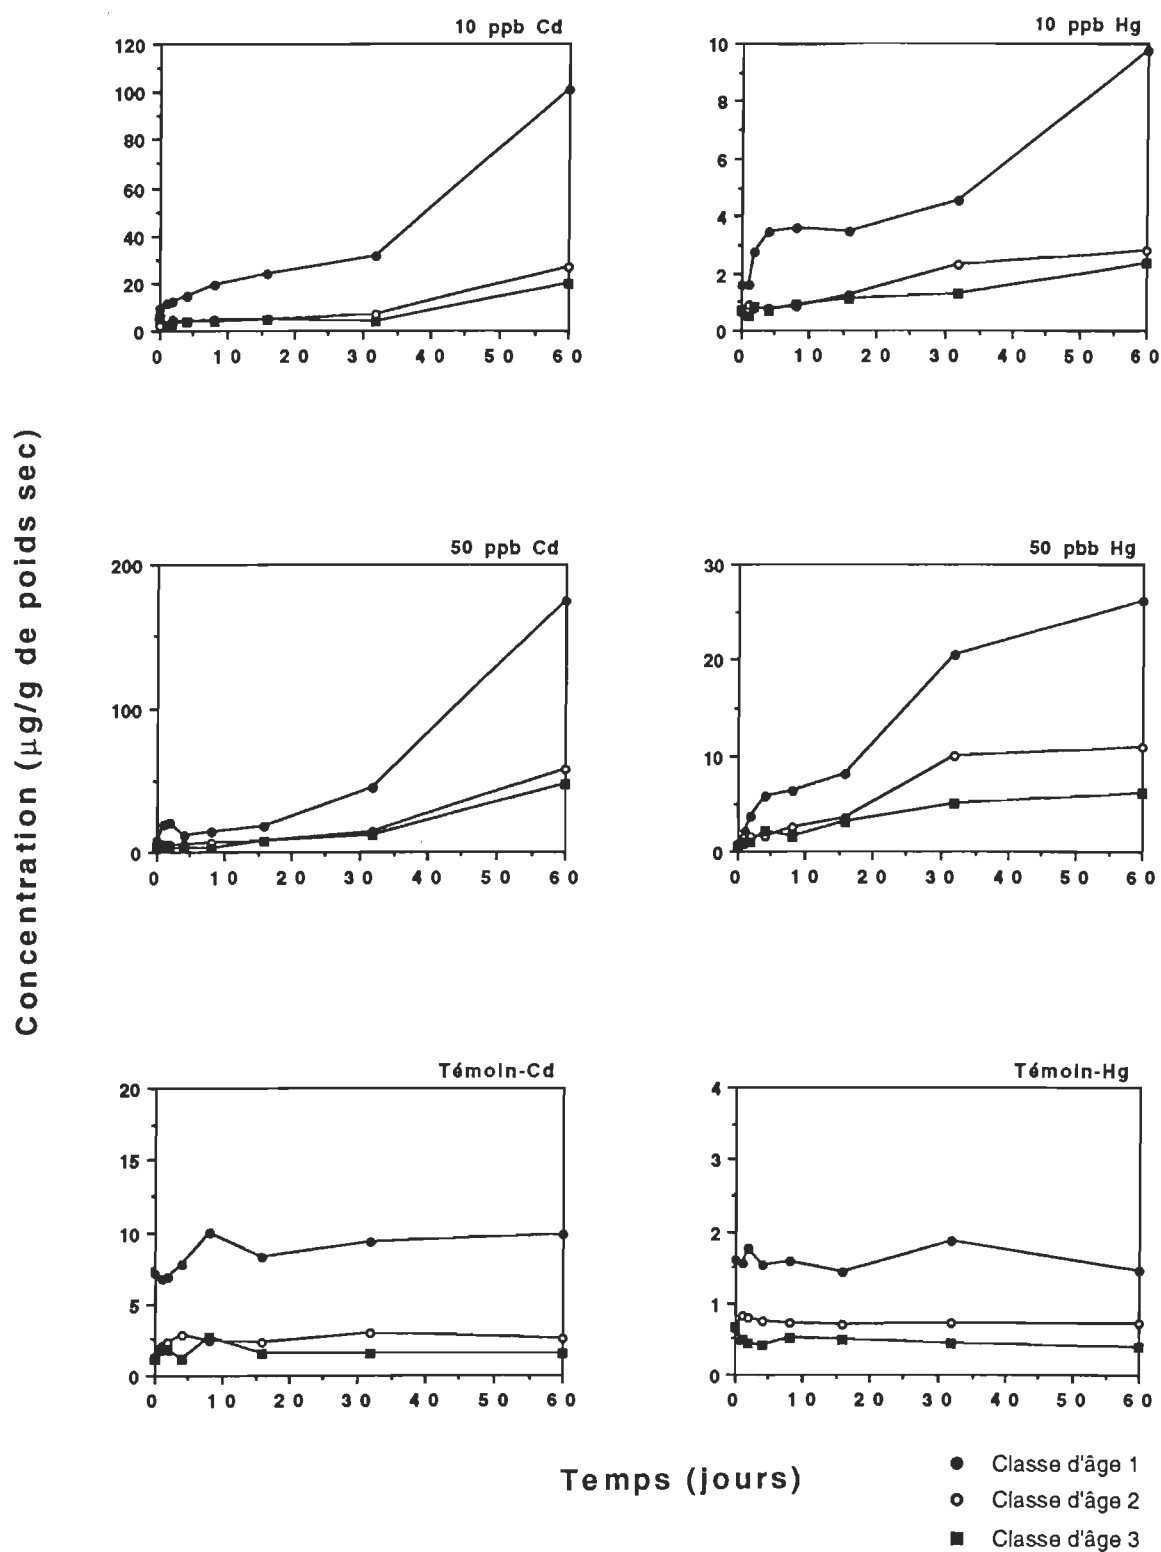 10 ppb Cd
120
100
80
60
40
20
0
0 10 20 30 40 50 60
10 ppb Hg
10
8
6
4
2
0
0 10 20 30 40 50 60
Concentration (µg/g de poids sec)
50 ppb Cd
200
100
0
0 10 20 30 40 50 60
50 pbb Hg
30
20
10
0
0 10 20 30 40 50 60
Témoin-Cd
20
15
10
5
0
0 10 20 30 40 50 60
Témoin-Hg
4
3
2
1
0
0 10 20 30 40 50 60
Temps (jours)
Classe d'âge 1
Classe d'âge 2
Classe d'âge 3